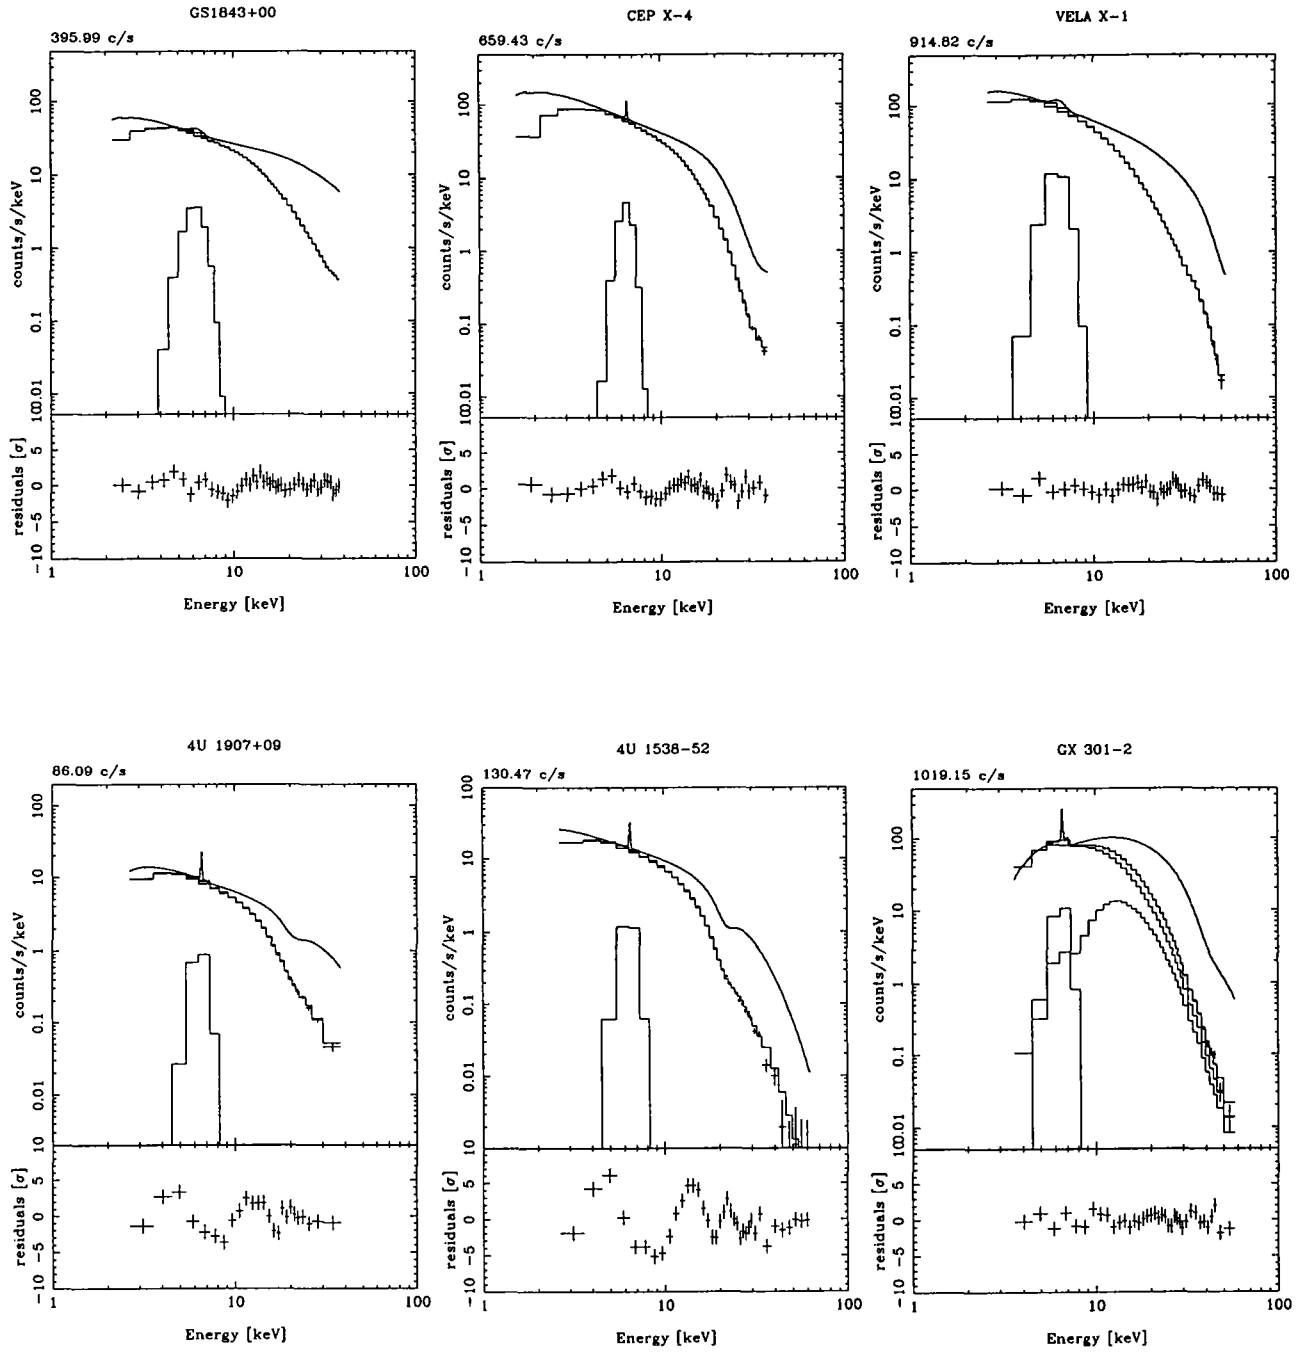 GS1843+00
395.99 c/s
counts/s/keV
100
10
1
0.1
0.01
residuals [σ]
10
5
0
−5
−10
1
10
100
Energy [keV]
CEP X-4
659.43 c/s
counts/s/keV
100
10
1
0.1
0.01
residuals [σ]
10
5
0
−5
−10
1
10
100
Energy [keV]
VELA X-1
914.82 c/s
counts/s/keV
100
10
1
0.1
0.01
residuals [σ]
10
5
0
−5
−10
1
10
100
Energy [keV]
4U 1907+09
86.09 c/s
counts/s/keV
100
10
1
0.1
0.01
residuals [σ]
10
5
0
−5
−10
1
10
100
Energy [keV]
4U 1538−52
130.47 c/s
counts/s/keV
100
10
1
0.1
0.01
residuals [σ]
10
5
0
−5
−10
1
10
100
Energy [keV]
GX 301−2
1019.15 c/s
counts/s/keV
100
10
1
0.1
0.01
residuals [σ]
10
5
0
−5
−10
1
10
100
Energy [keV]